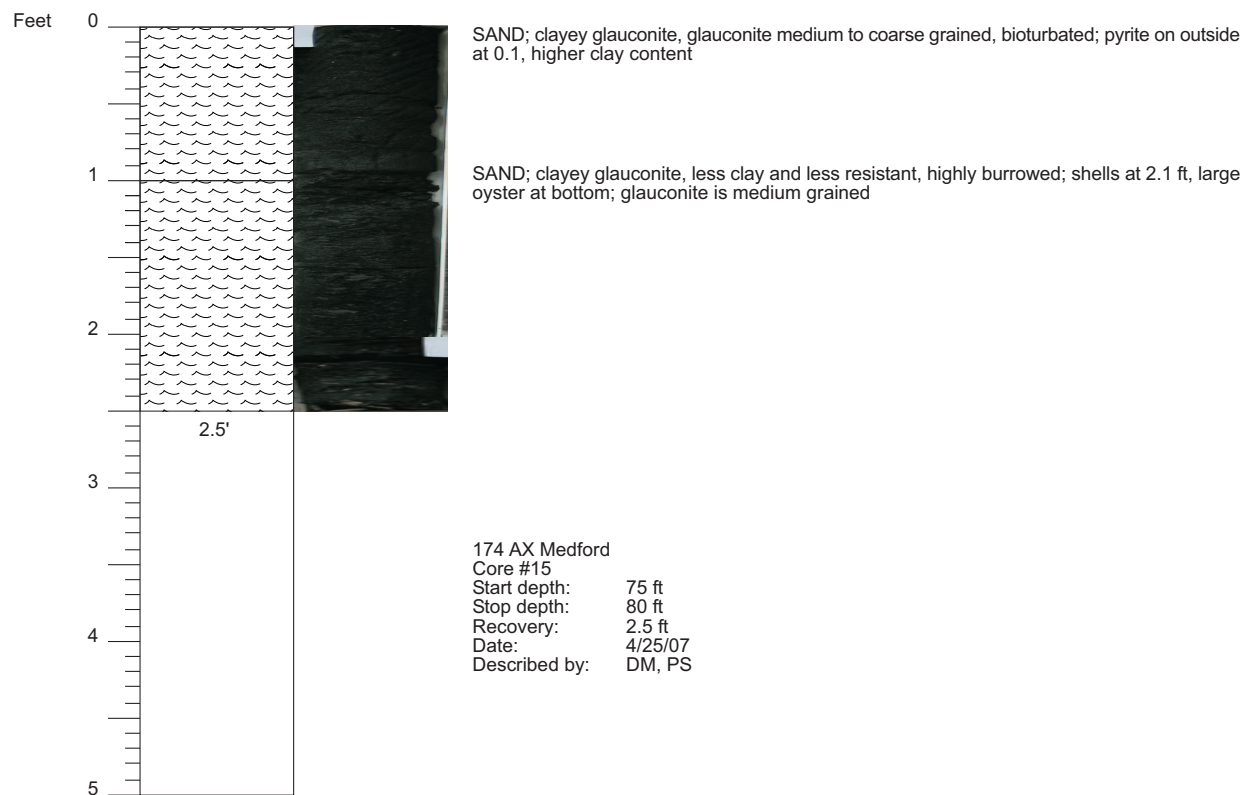 Feet
0
SAND; clayey glauconite, glauconite medium to coarse grained, bioturbated; pyrite on outside
at 0.1, higher clay content
1
SAND; clayey glauconite, less clay and less resistant, highly burrowed; shells at 2.1 ft, large
oyster at bottom; glauconite is medium grained
2
2.5'
3
174 AX Medford
Core #15
Start depth: 75 ft
Stop depth: 80 ft
Recovery: 2.5 ft
Date: 4/25/07
Described by: DM, PS
4
5